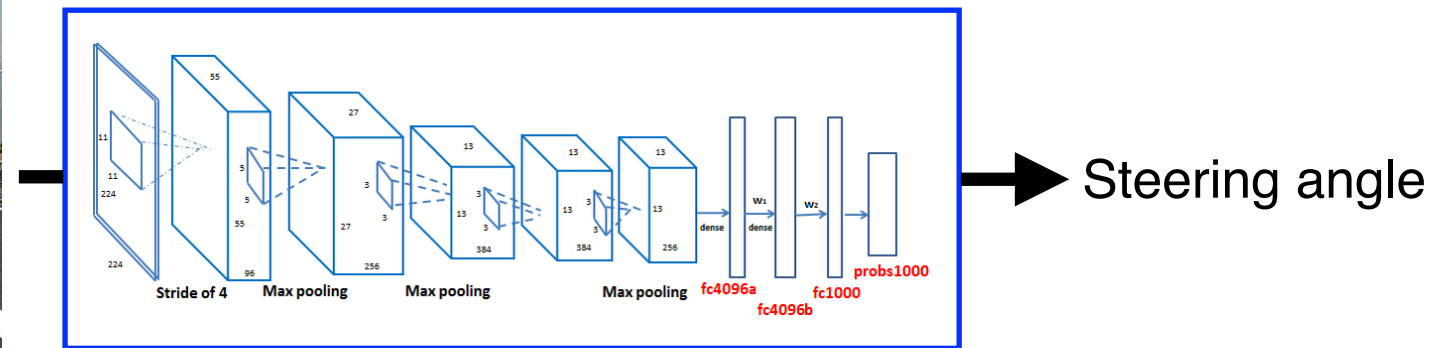 11
11
224
224
55
5
5
55
96
Stride of 4
27
3
3
27
256
Max pooling
13
13
3
3
384
Max pooling
13
13
3
3
384
13
13
256
Max pooling
dense
W1
dense
W2
fc4096a
fc4096b
fc1000
probs1000
Steering angle